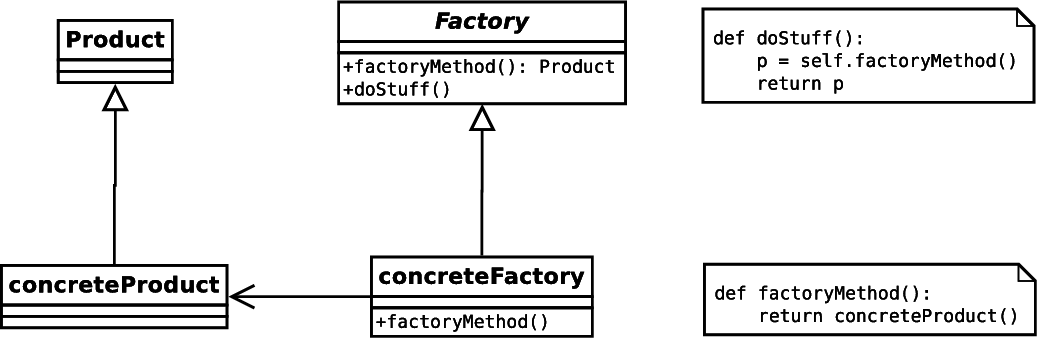 Product
Factory
+factoryMethod(): Product
+doStuff()
def doStuff():
    p = self.factoryMethod()
    return p
concreteProduct
concreteFactory
+factoryMethod()
def factoryMethod():
    return concreteProduct()